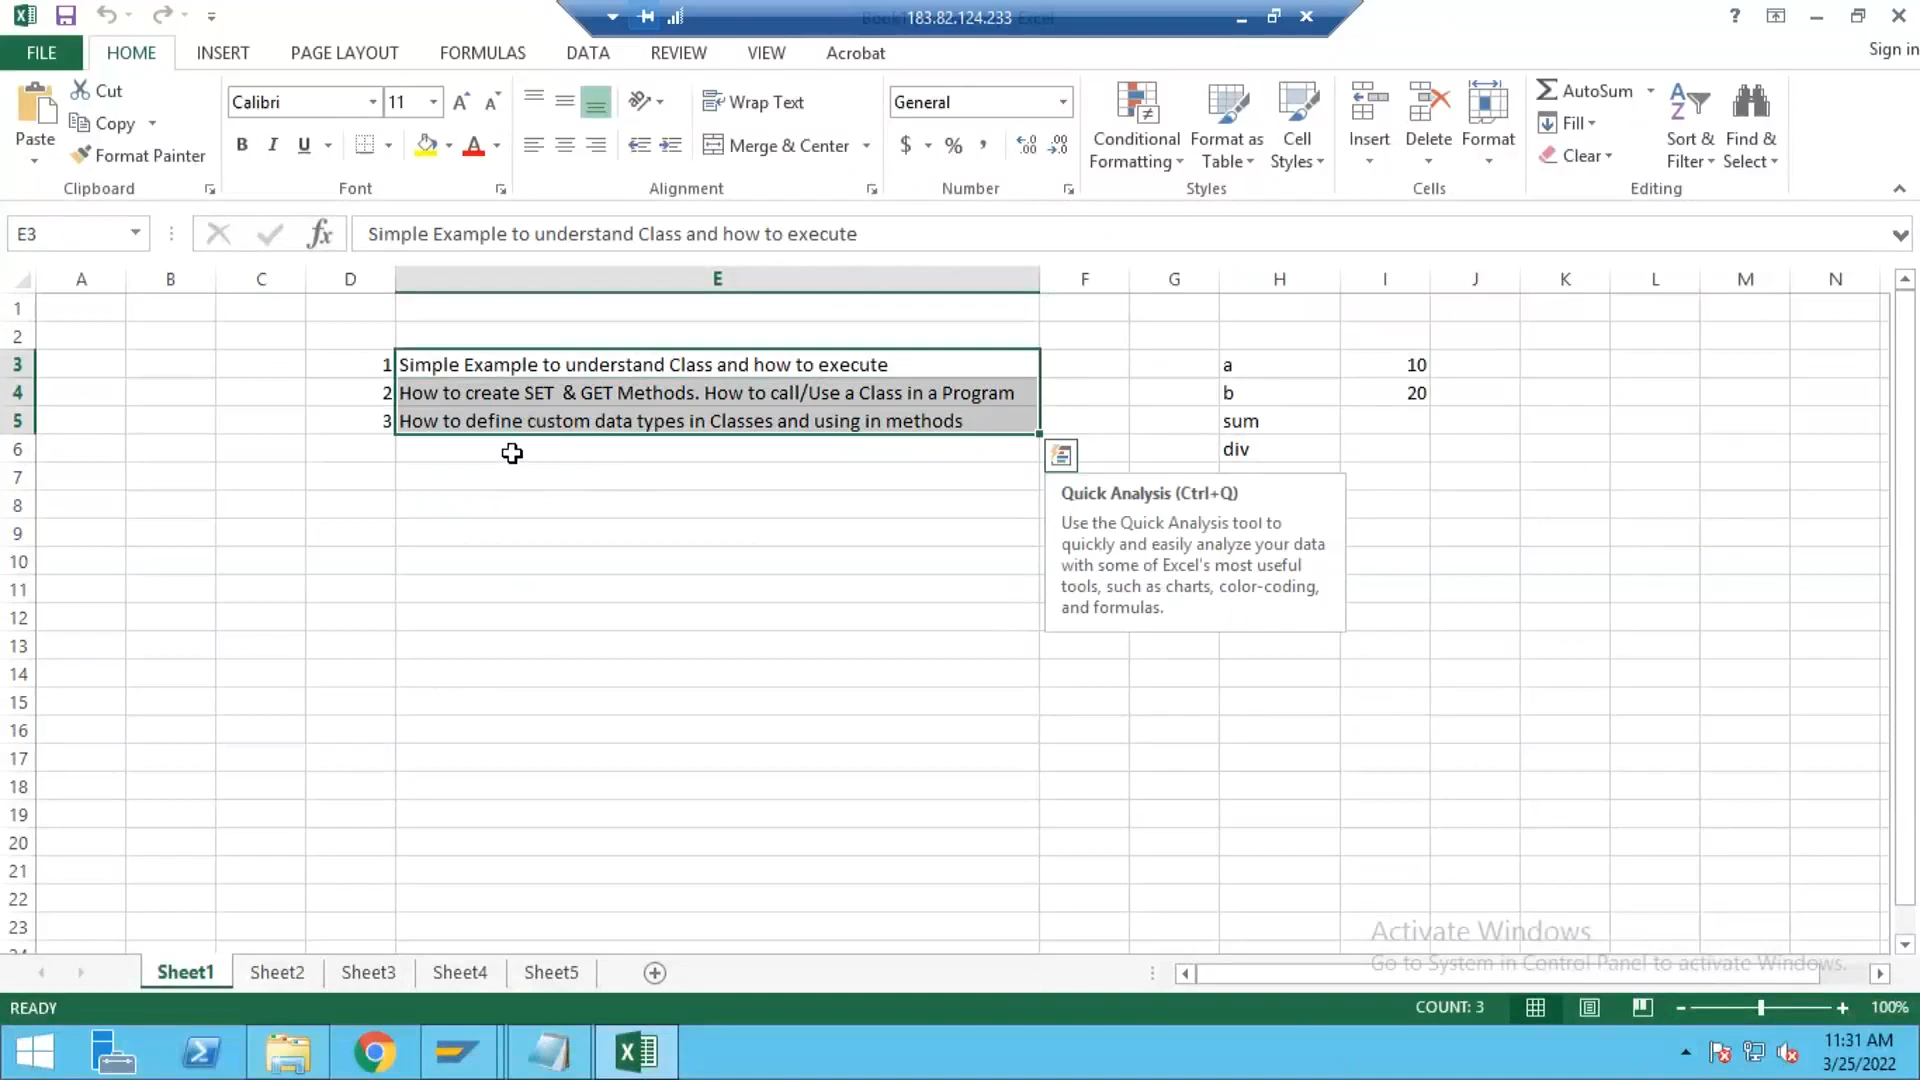 183.82.124.233
Excel
FILE HOME INSERT PAGE LAYOUT FORMULAS DATA REVIEW VIEW Acrobat Sign in
Paste
Cut
Copy
Format Painter
Clipboard
Calibri 11
B I U A
Font
Wrap Text
Merge & Center
Alignment
General
$ % ,
Number
Conditional Formatting
Format as Table
Cell Styles
Styles
Insert
Delete
Format
Cells
AutoSum
Fill
Clear
Sort & Filter
Find & Select
Editing
E3 fx Simple Example to understand Class and how to execute
A B C D E F G H I J K L M N
1
2
3 1 Simple Example to understand Class and how to execute a 10
4 2 How to create SET & GET Methods. How to call/Use a Class in a Program b 20
5 3 How to define custom data types in Classes and using in methods sum
6 div
7
8
9
10
11
12
13
14
15
16
17
18
19
20
21
22
23
Quick Analysis (Ctrl+Q)
Use the Quick Analysis tool to
quickly and easily analyze your data
with some of Excel's most useful
tools, such as charts, color-coding,
and formulas.
Activate Windows
Go to System in Control Panel to activate Windows.
Sheet1 Sheet2 Sheet3 Sheet4 Sheet5
READY COUNT: 3 100%
11:31 AM
3/25/2022